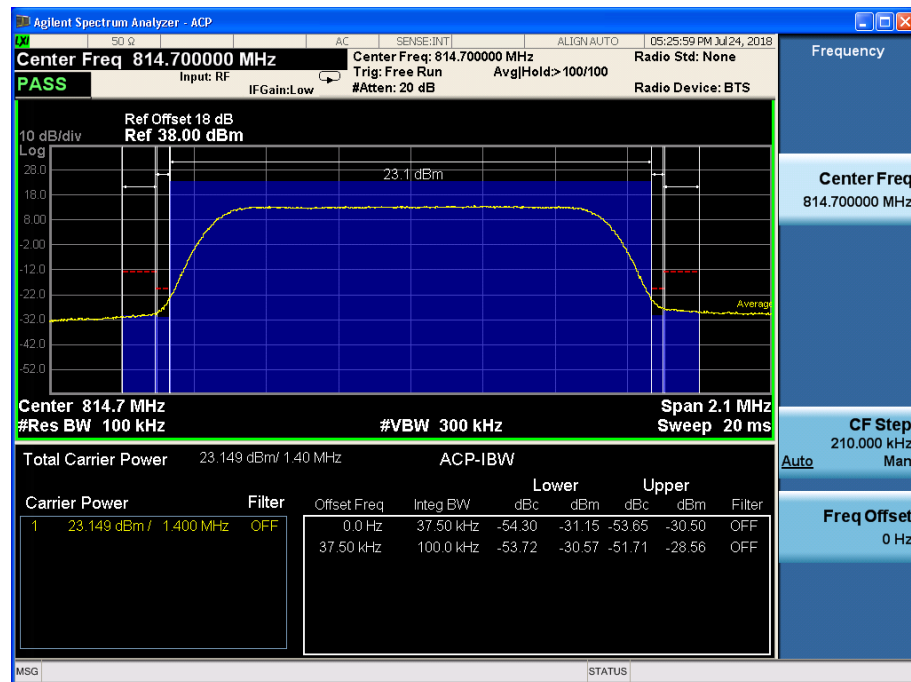 Agilent Spectrum Analyzer - ACP
LXI 50 Ω AC SENSE:INT ALIGN AUTO 05:25:59 PM Jul 24, 2018
Center Freq 814.700000 MHz
Center Freq: 814.700000 MHz
Radio Std: None
PASS
Input: RF
IFGain:Low
Trig: Free Run
Avg|Hold:>100/100
#Atten: 20 dB
Radio Device: BTS
Ref Offset 18 dB
10 dB/div Ref 38.00 dBm
Log
28.0
23.1 dBm
18.0
8.00
-2.00
-12.0
-22.0
Average
-32.0
-42.0
-52.0
Center 814.7 MHz Span 2.1 MHz
#Res BW 100 kHz #VBW 300 kHz Sweep 20 ms
Total Carrier Power 23.149 dBm/ 1.40 MHz ACP-IBW
Lower Upper
Carrier Power Filter
Offset Freq Integ BW dBc dBm dBc dBm Filter
1 23.149 dBm / 1.400 MHz OFF
0.0 Hz 37.50 kHz -54.30 -31.15 -53.65 -30.50 OFF
37.50 kHz 100.0 kHz -53.72 -30.57 -51.71 -28.56 OFF
MSG STATUS
Frequency
Center Freq
814.700000 MHz
CF Step
210.000 kHz
Auto Man
Freq Offset
0 Hz